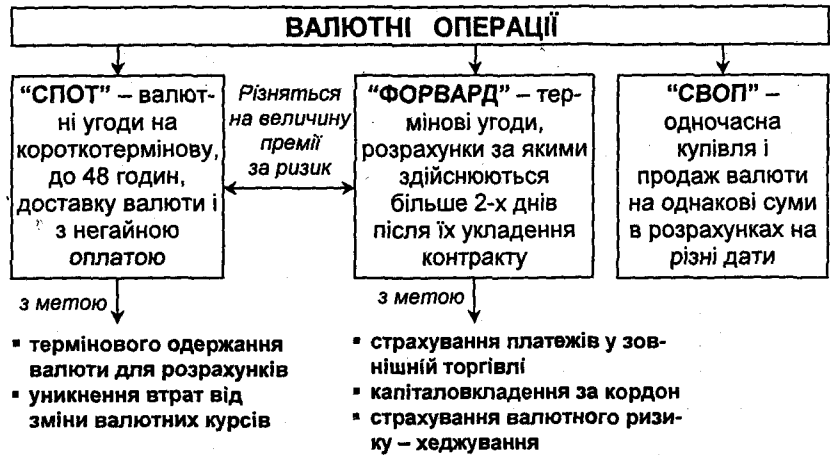 ВАЛЮТНІ ОПЕРАЦІЇ
“СПОТ” – валют-
ні угоди на
короткотермінову,
до 48 годин,
доставку валюти і
з негайною
оплатою
Різняться
на величину
премії
за ризик
“ФОРВАРД” – тер-
мінові угоди,
розрахунки за якими
здійснюються
більше 2-х днів
після їх укладення
контракту
“СВОП” –
одночасна
купівля і
продаж валюти
на однакові суми
в розрахунках на
різні дати
з метою
▪ термінового одержання
валюти для розрахунків
▪ уникнення втрат від
зміни валютних курсів
з метою
▪ страхування платежів у зов-
нішній торгівлі
▪ капіталовкладення за кордон
▪ страхування валютного ризи-
ку – хеджування